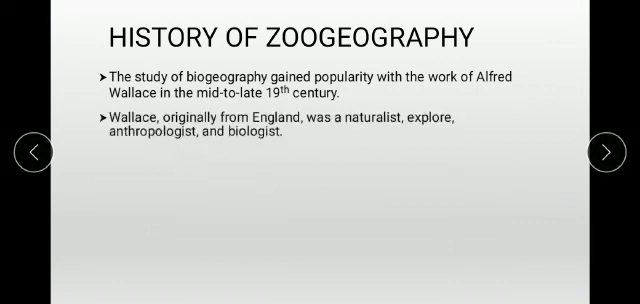 HISTORY OF ZOOGEOGRAPHY
➤The study of biogeography gained popularity with the work of Alfred
Wallace in the mid-to-late 19th century.
➤Wallace, originally from England, was a naturalist, explore,
anthropologist, and biologist.